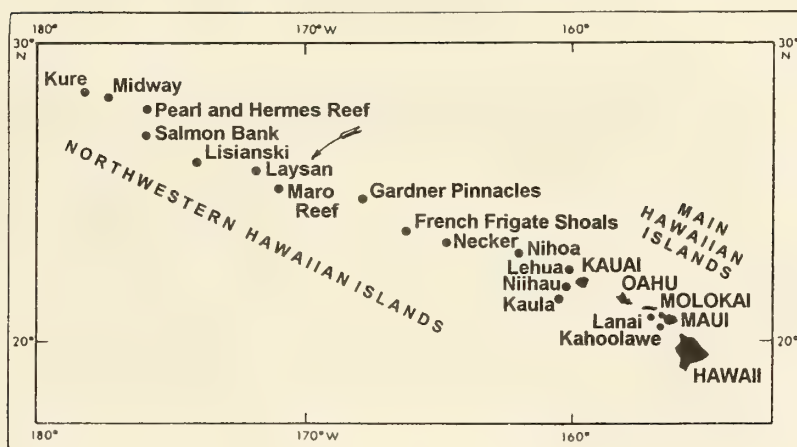 180° 170°W 160°
30° N
30° N
Kure
Midway
Pearl and Hermes Reef
Salmon Bank
Lisianski
Laysan
Maro Reef
Gardner Pinnacles
French Frigate Shoals
Necker
Nihoa
Lehua
KAUAI
Niihau
OAHU
Kaula
MOLOKAI
Lanai
MAUI
Kahoolawe
HAWAII
NORTHWESTERN HAWAIIAN ISLANDS
MAIN
HAWAIIAN
ISLANDS
20°
20°
180° 170°W 160°